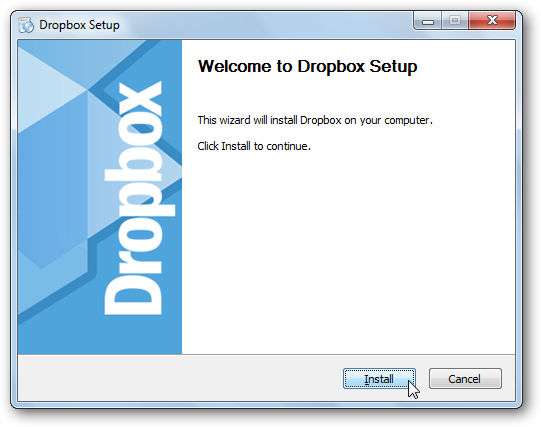 Dropbox Setup
Dropbox
Welcome to Dropbox Setup
This wizard will install Dropbox on your computer.
Click Install to continue.
Install
Cancel